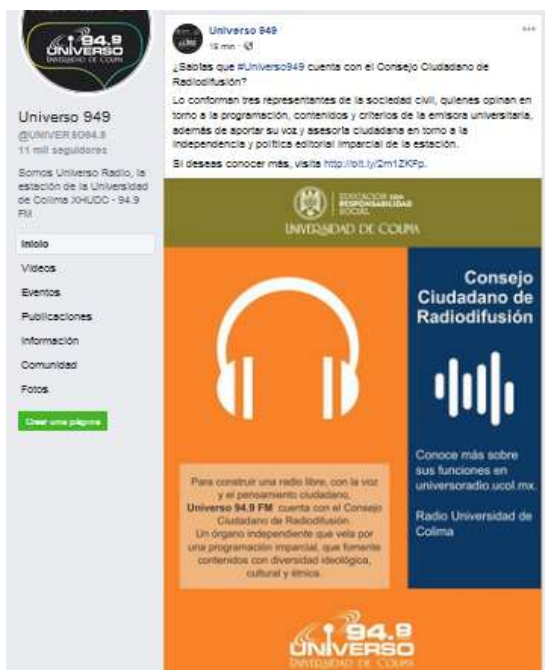 94.9
UNIVERSO
UNIVERSIDAD DE COLIMA
Universo 949
@UNIVERSO94.9
11 mil seguidores
Somos Universo Radio, la
estación de la Universidad
de Colima XHUDC - 94.9
FM
Inicio
Videos
Eventos
Publicaciones
Información
Comunidad
Fotos
Crear una página
Universo 949
15 min ·
¿Sabías que #Universo949 cuenta con el Consejo Ciudadano de
Radiodifusión?
Lo conforman tres representantes de la sociedad civil, quienes opinan en
torno a la programación, contenidos y criterios de la emisora universitaria,
además de aportar su voz y asesoría ciudadana en torno a la
independencia y política editorial imparcial de la estación.
Si deseas conocer más, visita http://bit.ly/2m1ZKFp.
EDUCACIÓN CON
RESPONSABILIDAD
SOCIAL
UNIVERSIDAD DE COLIMA
Consejo
Ciudadano de
Radiodifusión
Conoce más sobre
sus funciones en
universoradio.ucol.mx.
Radio Universidad de
Colima
Para construir una radio libre, con la voz
y el pensamiento ciudadano,
Universo 94.9 FM cuenta con el Consejo
Ciudadano de Radiodifusión.
Un órgano independiente que vela por
una programación imparcial, que fomente
contenidos con diversidad ideológica,
cultural y étnica.
94.9
UNIVERSO
UNIVERSIDAD DE COLIMA